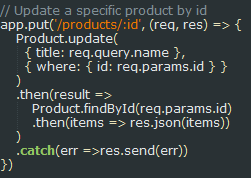 // Update a specific product by id
app.put('/products/:id', (req, res) => {
Product.update(
{ title: req.query.name },
{ where: { id: req.params.id } }
)
.then(result =>
Product.findById(req.params.id)
.then(items => res.json(items))
)
.catch(err =>res.send(err))
})